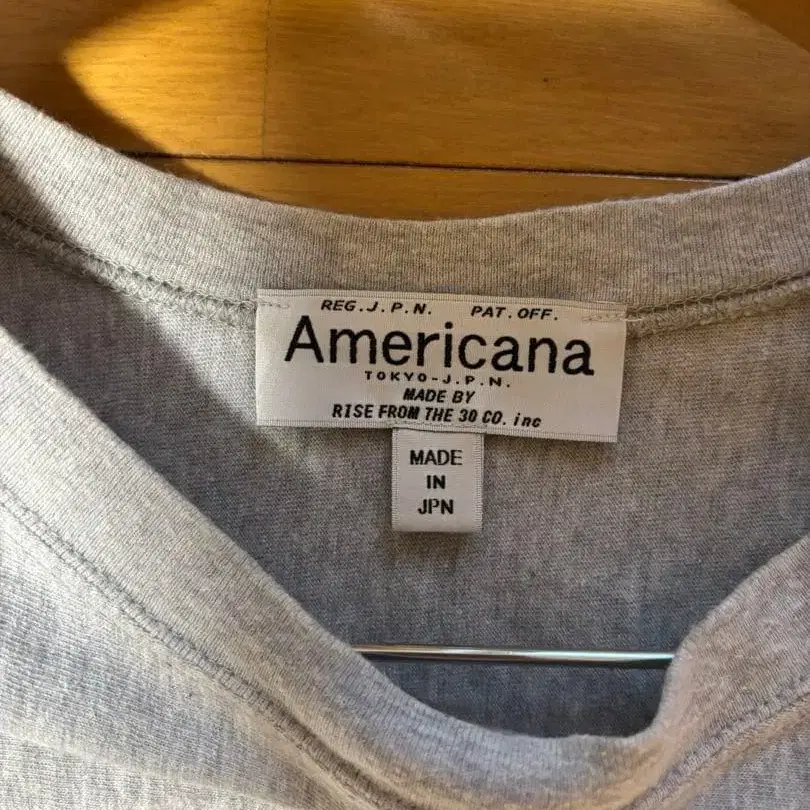 REG.J.P.N. PAT.OFF.
Americana
TOKYO-J.P.N.
MADE BY
RISE FROM THE 30 CO. inc
MADE
IN
JPN